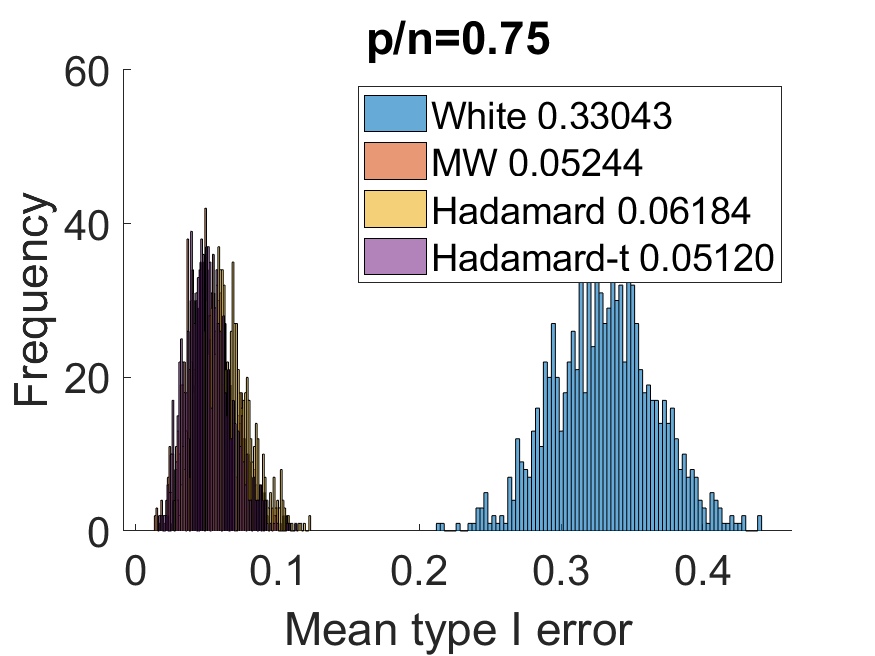 p/n=0.75
60
White 0.33043
MW 0.05244
Hadamard 0.06184
Hadamard-t 0.05120
40
20
0
Frequency
0 0.1 0.2 0.3 0.4
Mean type I error